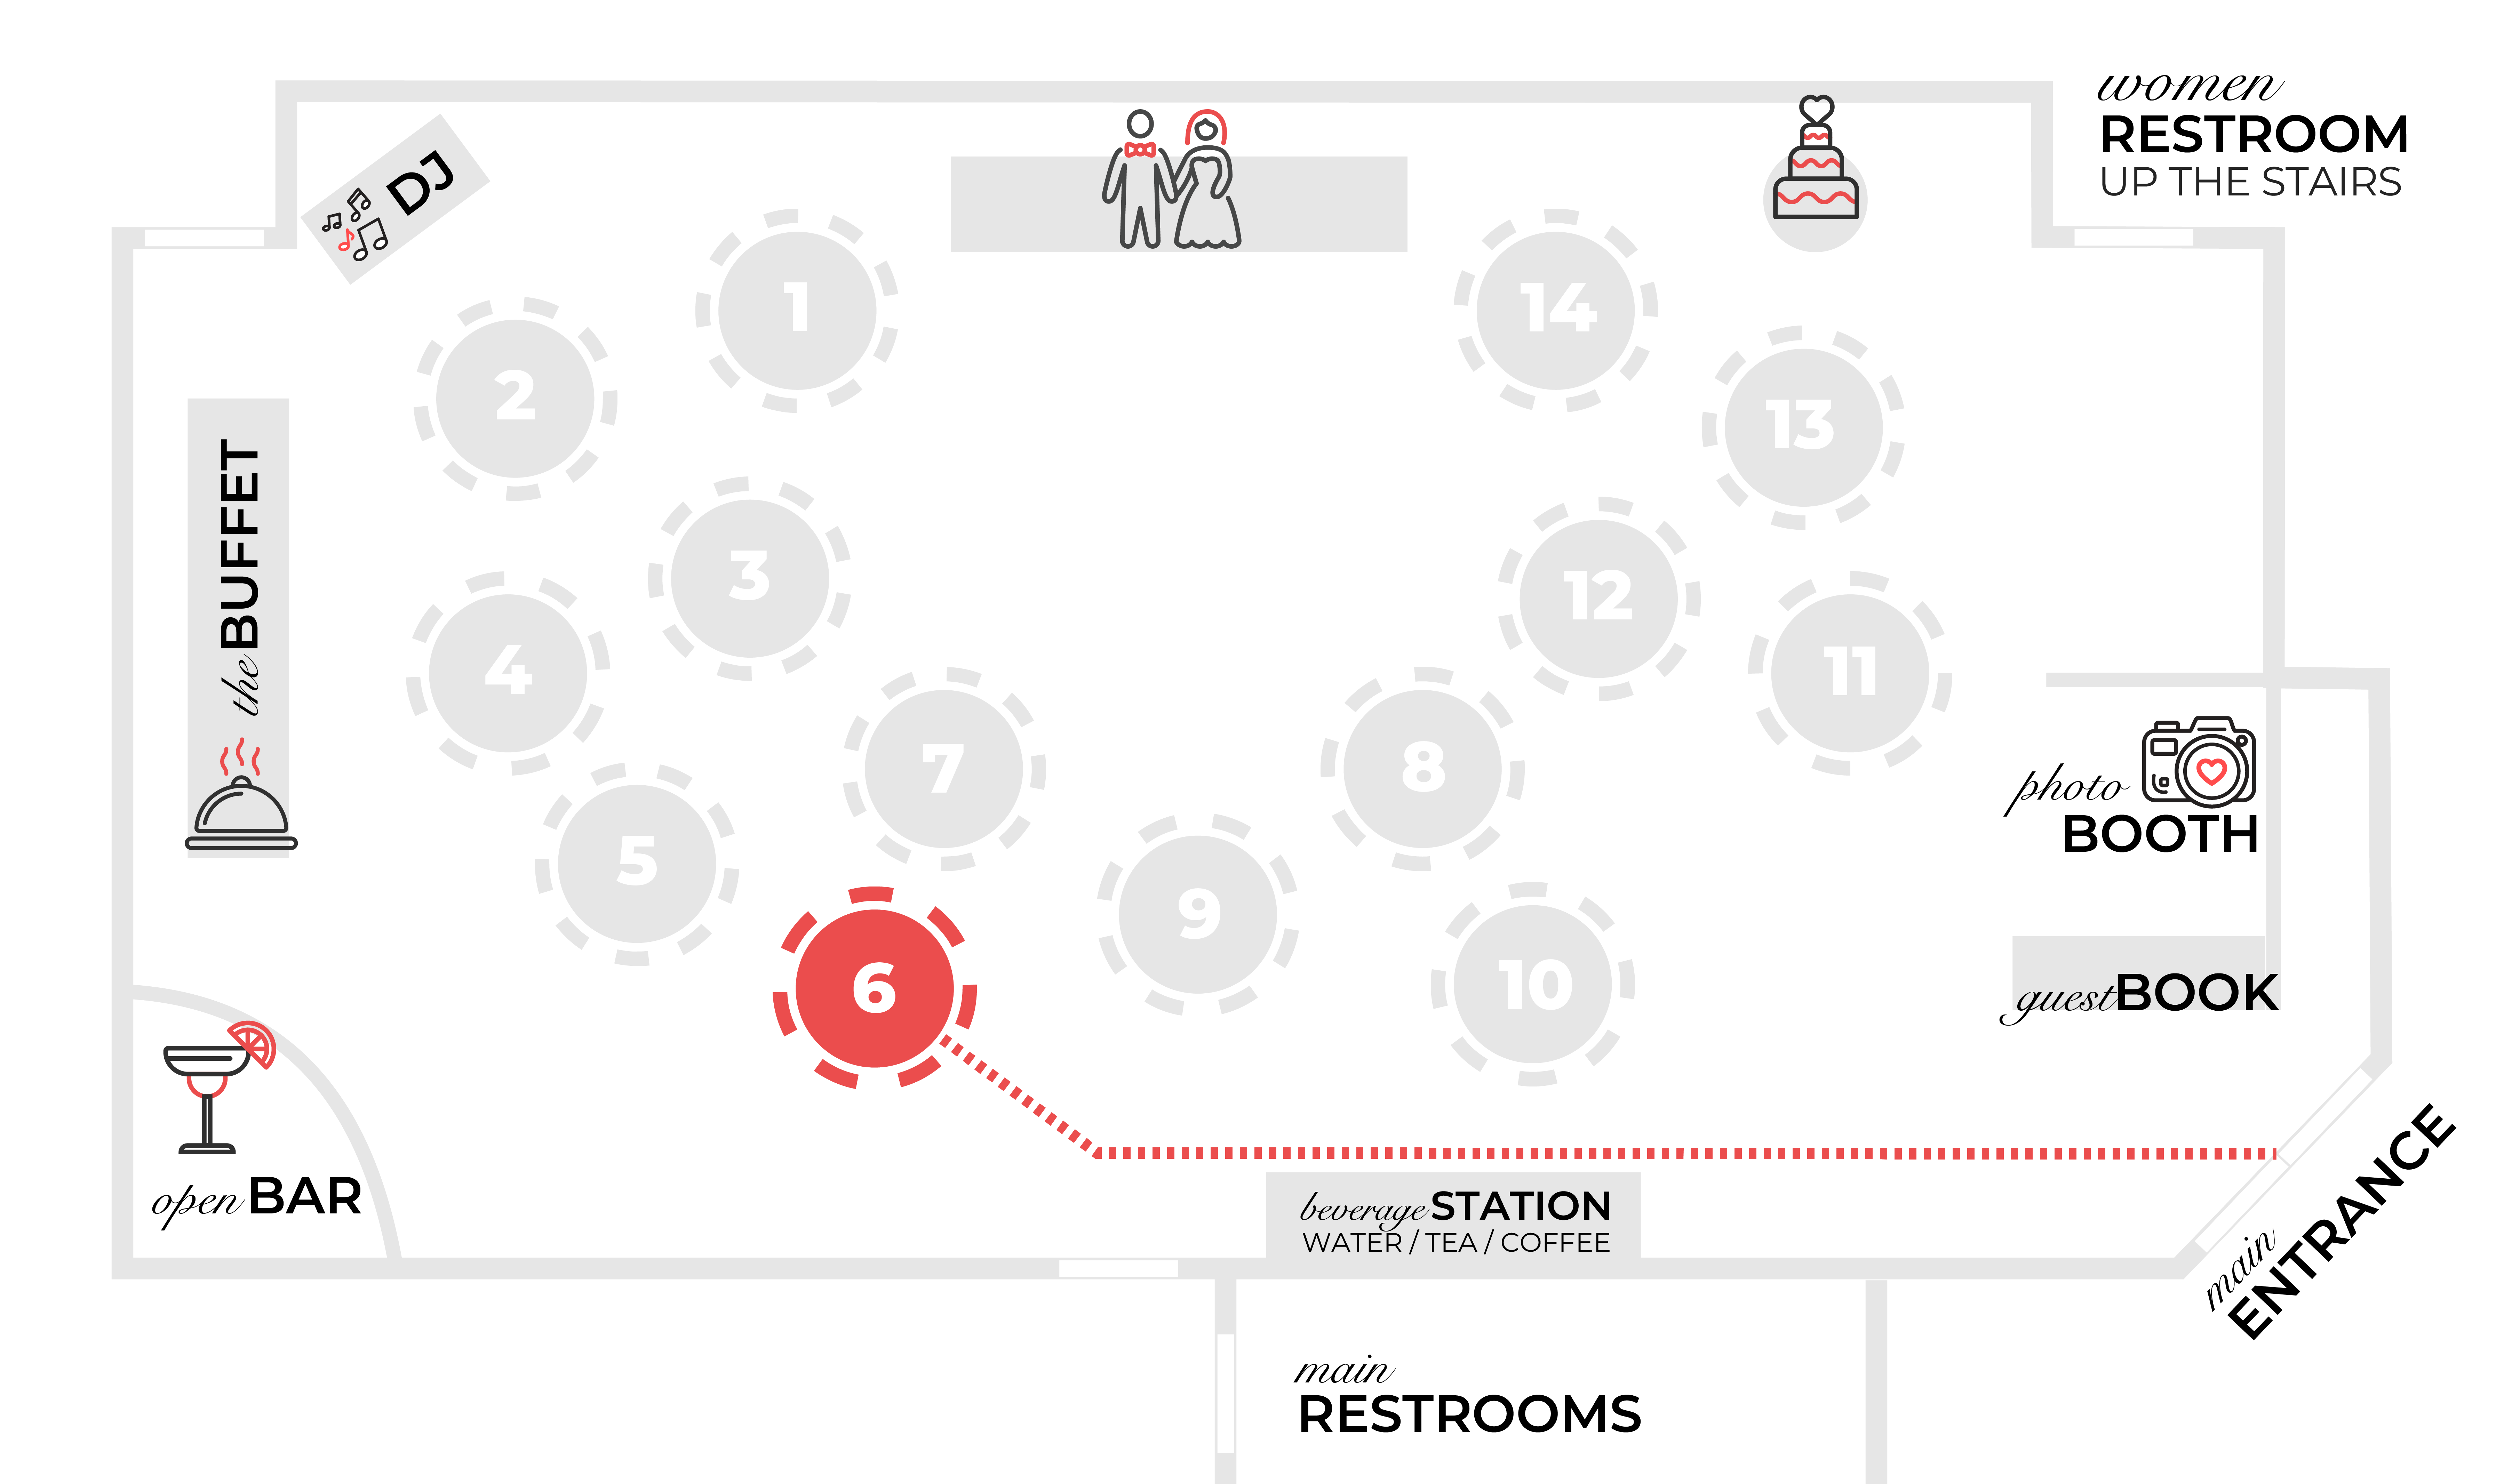 women
RESTROOM
UP THE STAIRS
DJ
1
14
2
13
the BUFFET
3
12
4
11
7
8
photo
BOOTH
5
9
6
10
guest BOOK
open BAR
beverage STATION
WATER / TEA / COFFEE
main
ENTRANCE
main
RESTROOMS